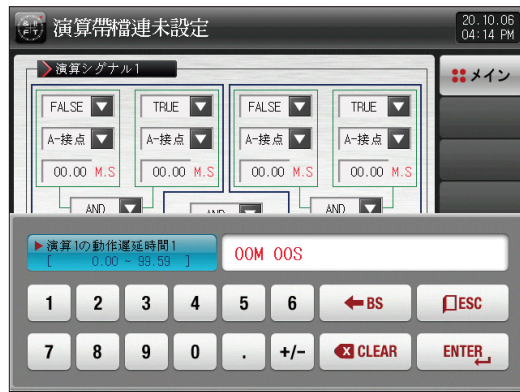 演算帶檔連未設定
20.10.06
04:14 PM
演算シグナル1
メイン
FALSE TRUE FALSE TRUE
A-接点 A-接点 A-接点 A-接点
00.00 M.S 00.00 M.S 00.00 M.S 00.00 M.S
AND AND AND
演算1の動作遅延時間1
[ 0.00 ~ 99.59 ]
00M 00S
1 2 3 4 5 6 BS ESC
7 8 9 0 . +/- CLEAR ENTER